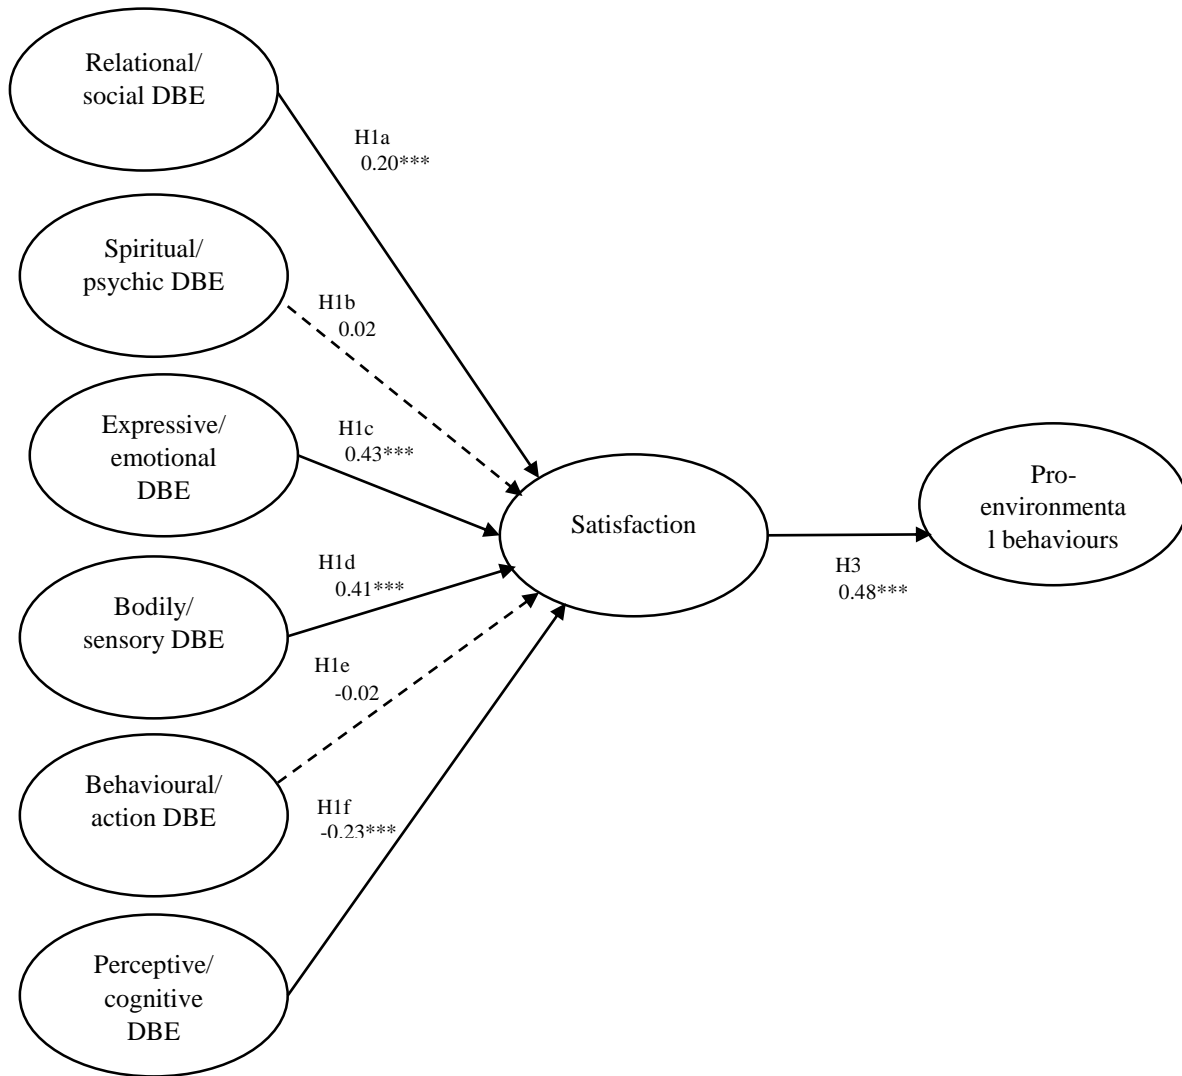 Relational/
social DBE
H1a
0.20***
Spiritual/
psychic DBE
H1b
0.02
Expressive/
emotional
DBE
H1c
0.43***
Bodily/
sensory DBE
H1d
0.41***
Behavioural/
action DBE
H1e
-0.02
Perceptive/
cognitive
DBE
H1f
-0.23***
Satisfaction
H3
0.48***
Pro-
environmenta
l behaviours